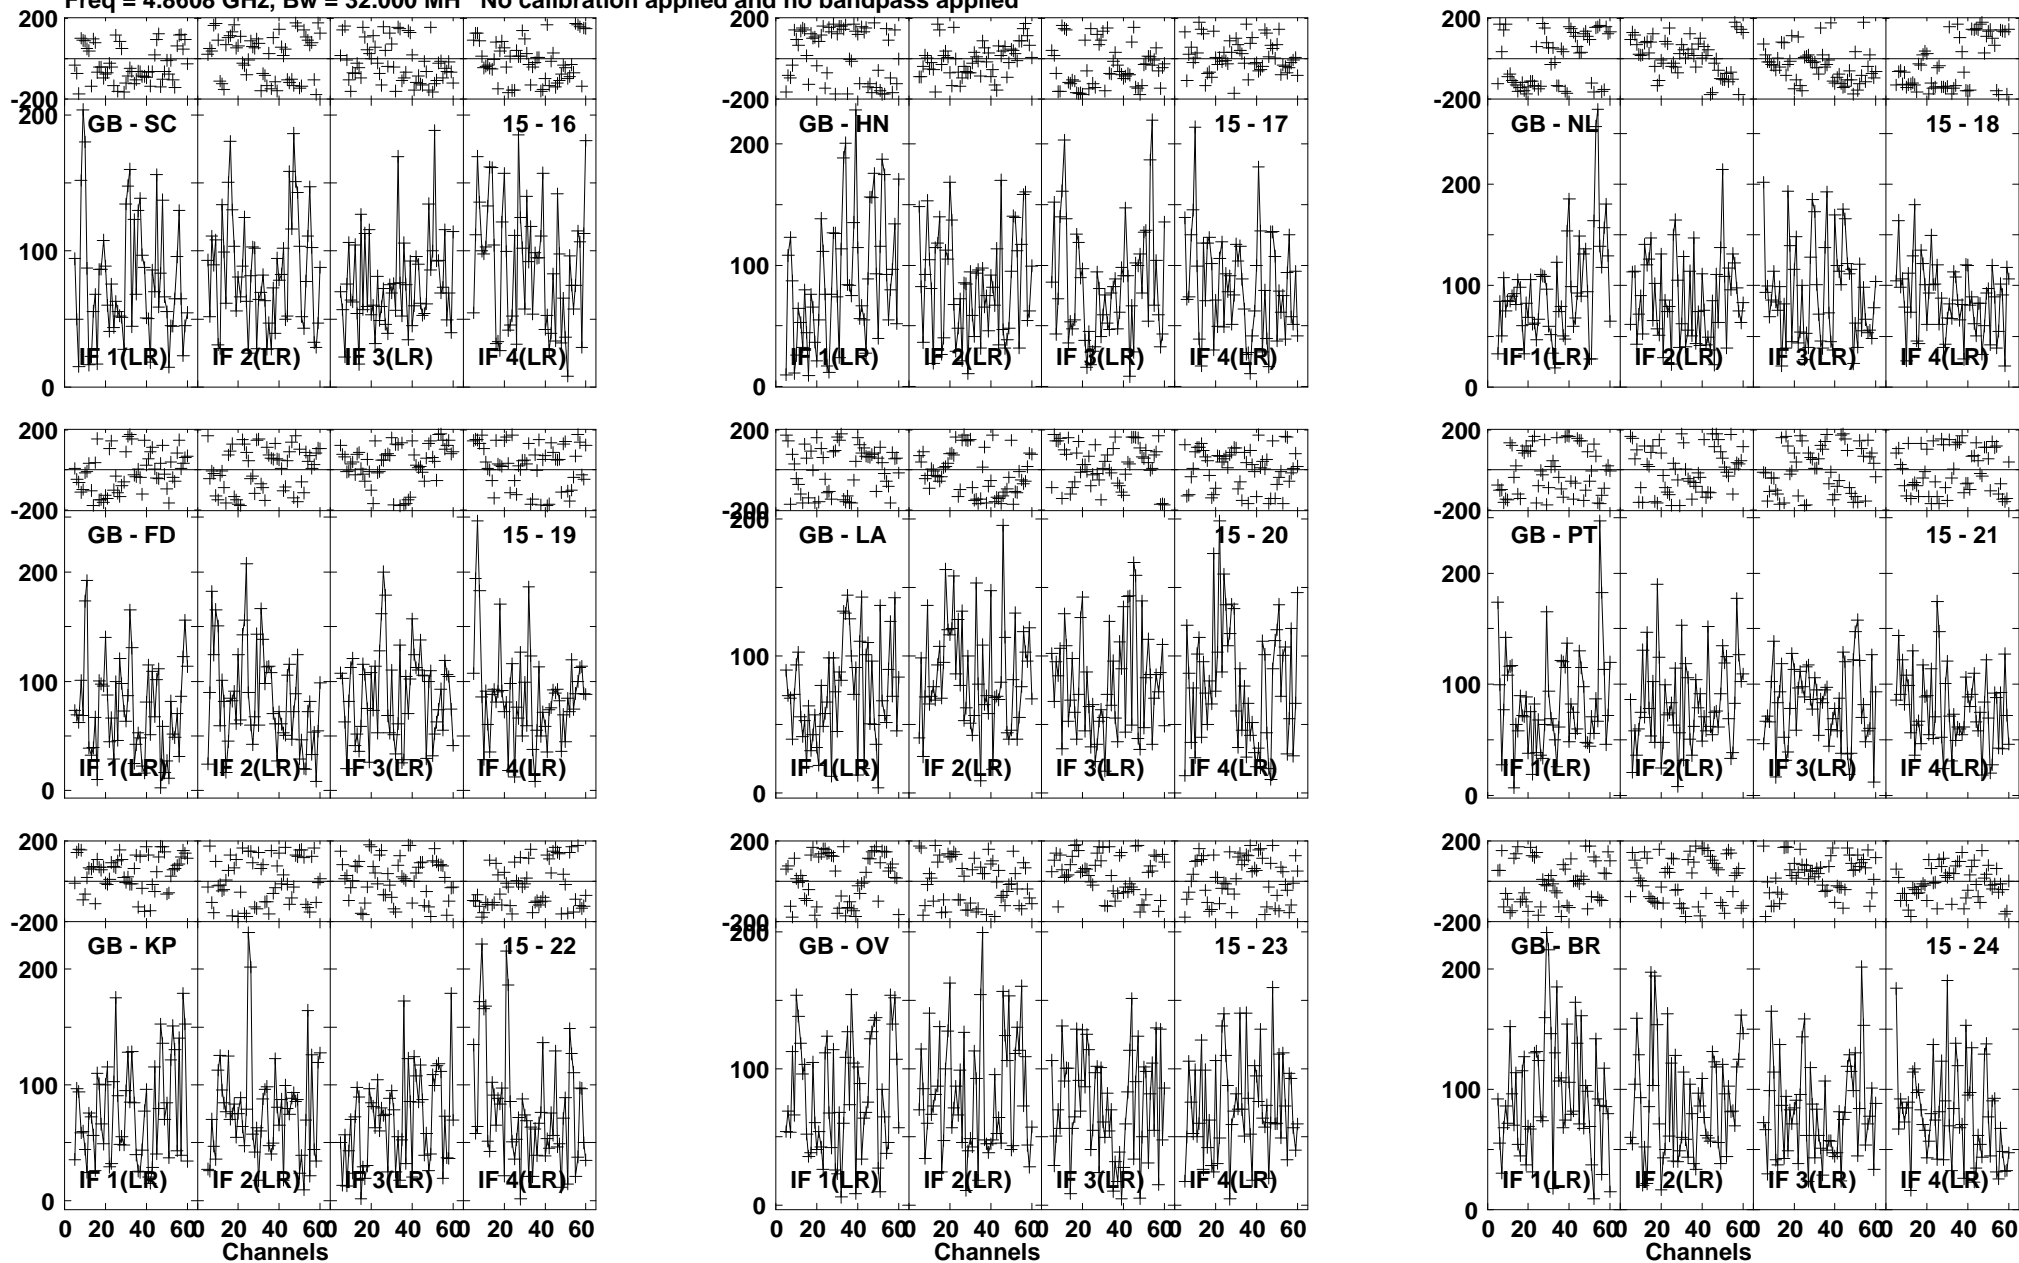 Freq = 4.8608 GHz, Bw = 32.000 MH No calibration applied and no bandpass applied
200 200 200
-200 -200 -200
200 GB - SC 15 - 16 GB - HN 15 - 17 GB - NL 15 - 18
200 200
100 100 100
IF 1(LR) IF 2(LR) IF 3(LR) IF 4(LR) IF 1(LR) IF 2(LR) IF 3(LR) IF 4(LR) IF 1(LR) IF 2(LR) IF 3(LR) IF 4(LR)
0 0 0
200 200 200
-200 -200 -200
GB - FD 15 - 19 200 GB - LA 15 - 20 GB - PT 15 - 21
200 200
100 100 100
IF 1(LR) IF 2(LR) IF 3(LR) IF 4(LR) IF 1(LR) IF 2(LR) IF 3(LR) IF 4(LR) IF 1(LR) IF 2(LR) IF 3(LR) IF 4(LR)
0 0 0
200 200 200
-200 -200 -200
GB - KP 15 - 22 200 GB - OV 15 - 23 GB - BR 15 - 24
200 200
100 100 100
IF 1(LR) IF 2(LR) IF 3(LR) IF 4(LR) IF 1(LR) IF 2(LR) IF 3(LR) IF 4(LR) IF 1(LR) IF 2(LR) IF 3(LR) IF 4(LR)
0 0 0
0 20 40 60 0 20 40 60 0 20 40 60 0 20 40 60 0 20 40 60 0 20 40 60 0 20 40 60 0 20 40 60 0 20 40 60 0 20 40 60 0 20 40 60 0 20 40 60
Channels Channels Channels